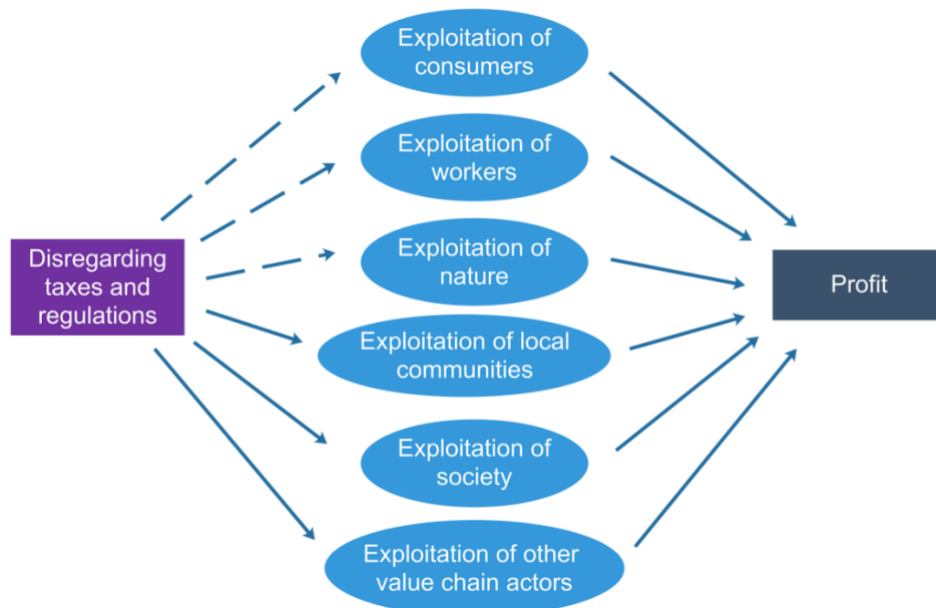 Exploitation of
consumers
Exploitation of
workers
Disregarding
taxes and
regulations
Exploitation of
nature
Profit
Exploitation of local
communities
Exploitation of
society
Exploitation of other
value chain actors